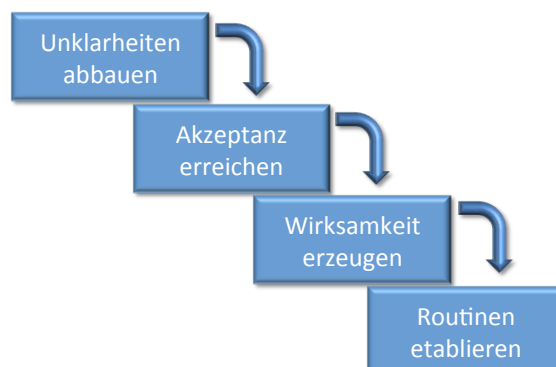 Unklarheiten
abbauen
Akzeptanz
erreichen
Wirksamkeit
erzeugen
Routinen
etablieren